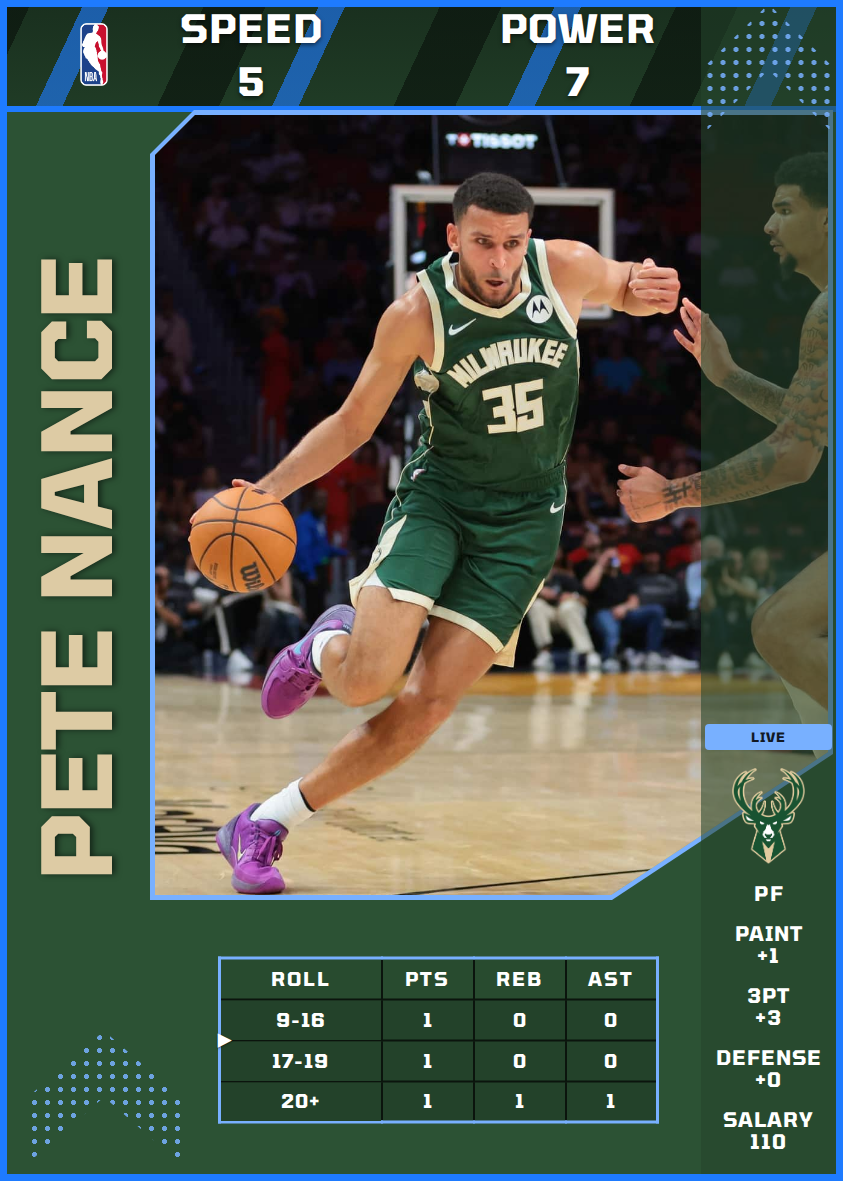 SPEED
5
POWER
7
NBA
PETE NANCE
TISSOT
MILWAUKEE
35
LIVE
PF
PAINT
+1
3PT
+3
DEFENSE
+0
SALARY
110
ROLL PTS REB AST
9-16 1 0 0
17-19 1 0 0
20+ 1 1 1